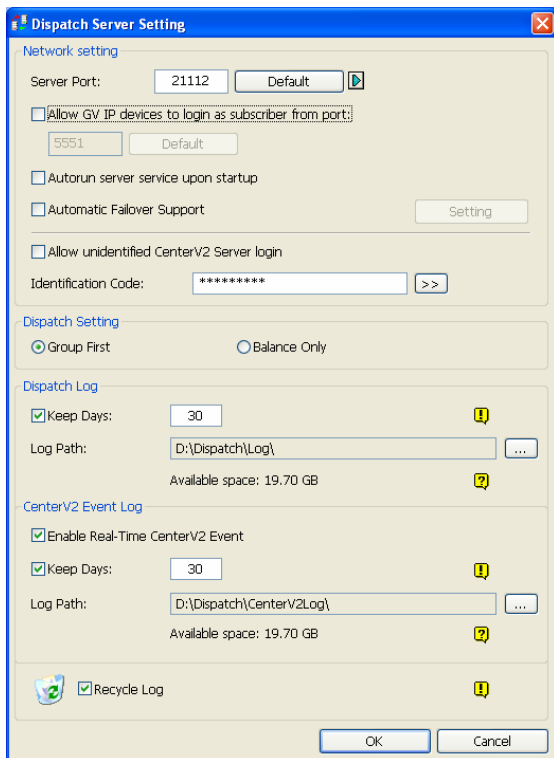 Dispatch Server Setting
Network setting
Server Port: 21112 Default
Allow GV IP devices to login as subscriber from port:
5551 Default
Autorun server service upon startup
Automatic Failover Support Setting
Allow unidentified CenterV2 Server login
Identification Code: ********* >>
Dispatch Setting
Group First Balance Only
Dispatch Log
Keep Days: 30
Log Path: D:\Dispatch\Log\ ...
Available space: 19.70 GB
CenterV2 Event Log
Enable Real-Time CenterV2 Event
Keep Days: 30
Log Path: D:\Dispatch\CenterV2Log\ ...
Available space: 19.70 GB
Recycle Log
OK Cancel